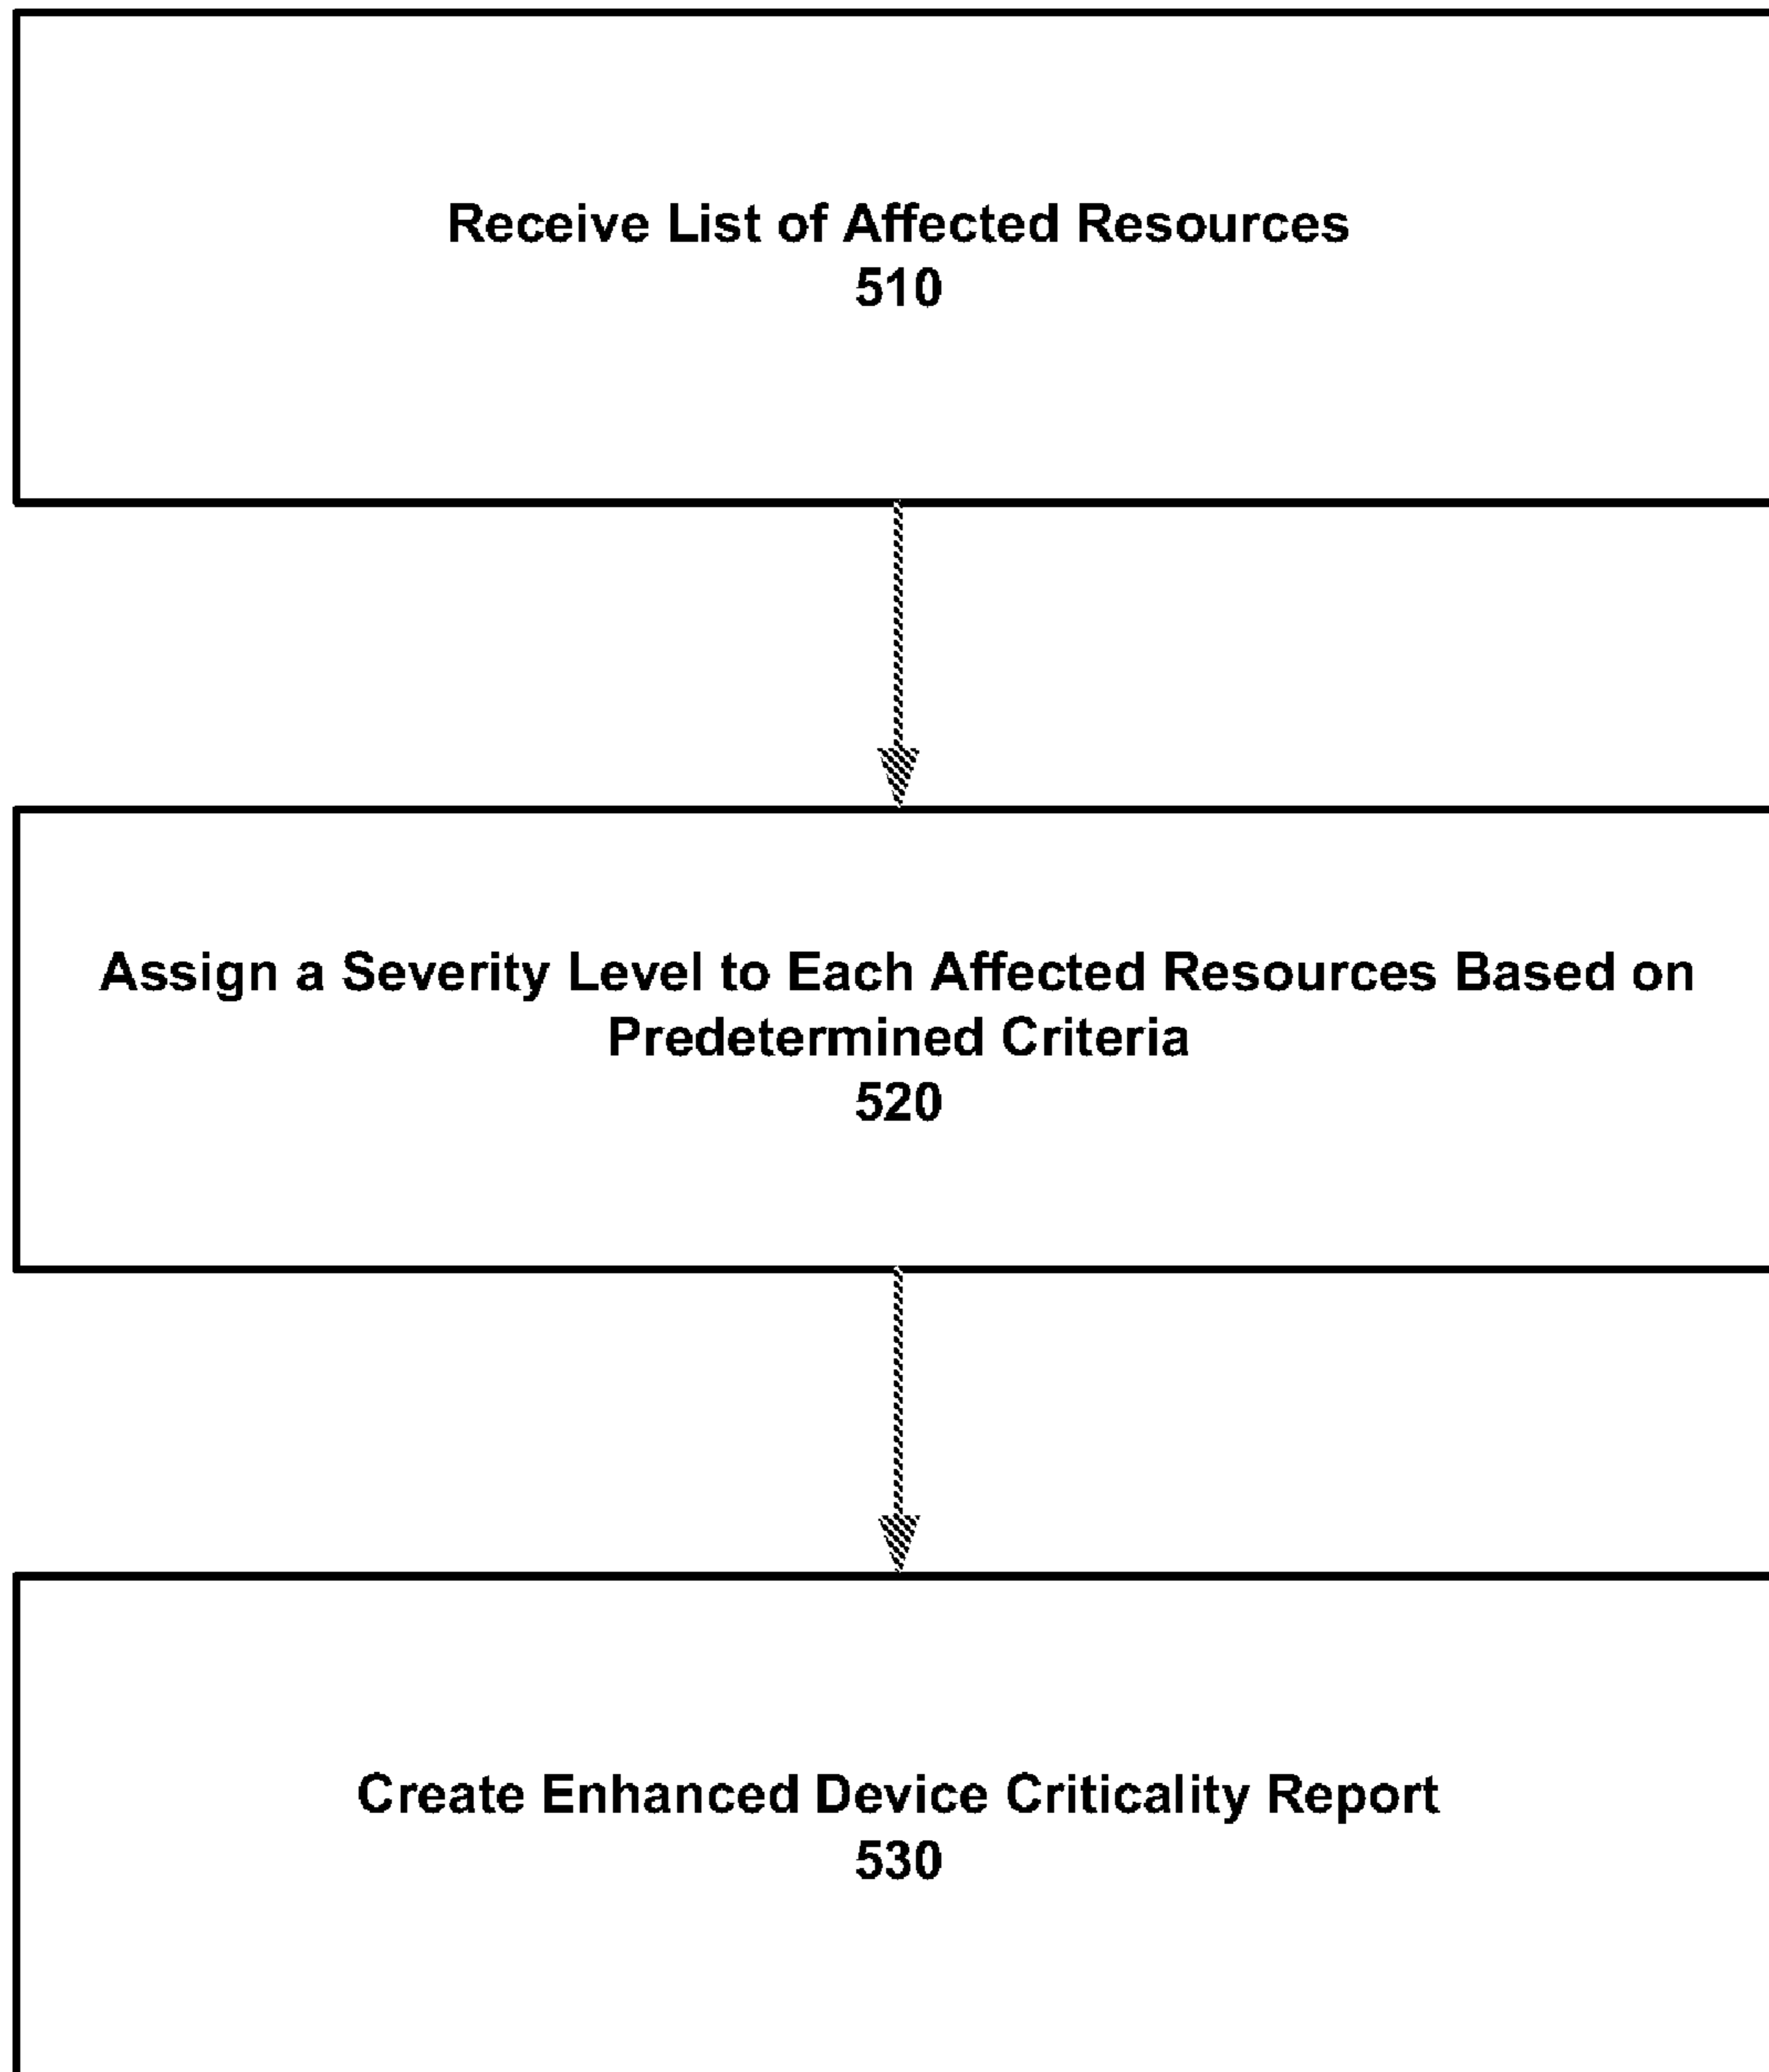 Receive List of Affected Resources
510
Assign a Severity Level to Each Affected Resources Based on
Predetermined Criteria
520
Create Enhanced Device Criticality Report
530